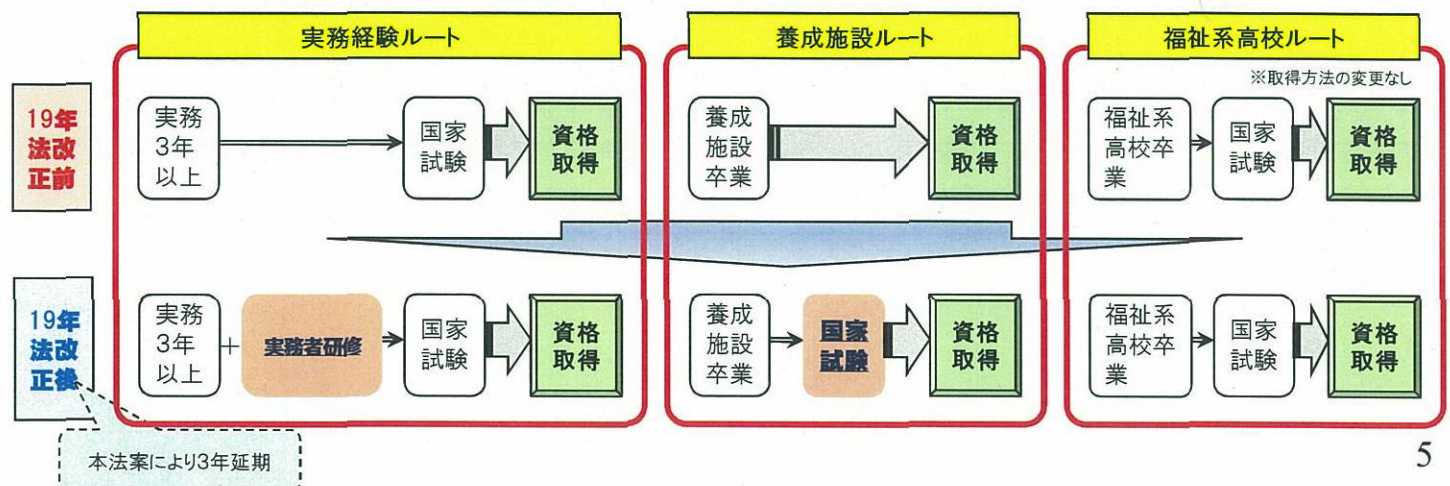 実務経験ルート
養成施設ルート
福祉系高校ルート
※取得方法の変更なし
19年
法改
正前
実務
3年
以上
国家
試験
資格
取得
養成
施設
卒業
資格
取得
福祉系
高校卒
業
国家
試験
資格
取得
19年
法改
正後
実務
3年
以上
+
実務者研修
国家
試験
資格
取得
養成
施設
卒業
国家
試験
資格
取得
福祉系
高校卒
業
国家
試験
資格
取得
本法案により3年延期
5